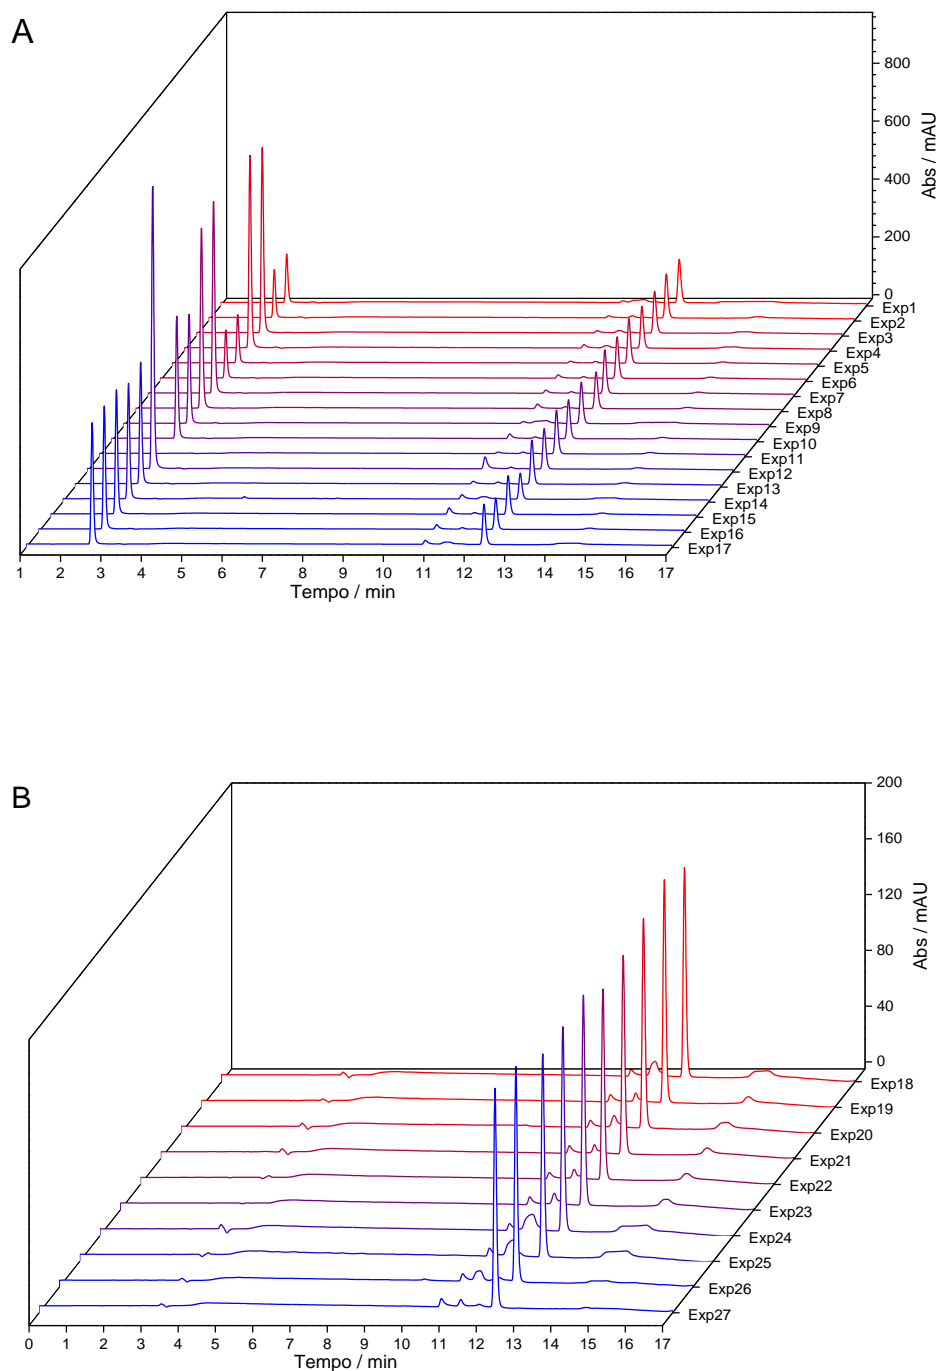 A
800
600
400
200
0
Abs / mAU
Exp1
Exp2
Exp3
Exp4
Exp5
Exp6
Exp7
Exp8
Exp9
Exp10
Exp11
Exp12
Exp13
Exp14
Exp15
Exp16
Exp17
1 2 3 4 5 6 7 8 9 10 11 12 13 14 15 16 17
Tempo / min
B
200
160
120
80
40
0
Abs / mAU
Exp18
Exp19
Exp20
Exp21
Exp22
Exp23
Exp24
Exp25
Exp26
Exp27
0 1 2 3 4 5 6 7 8 9 10 11 12 13 14 15 16 17
Tempo / min